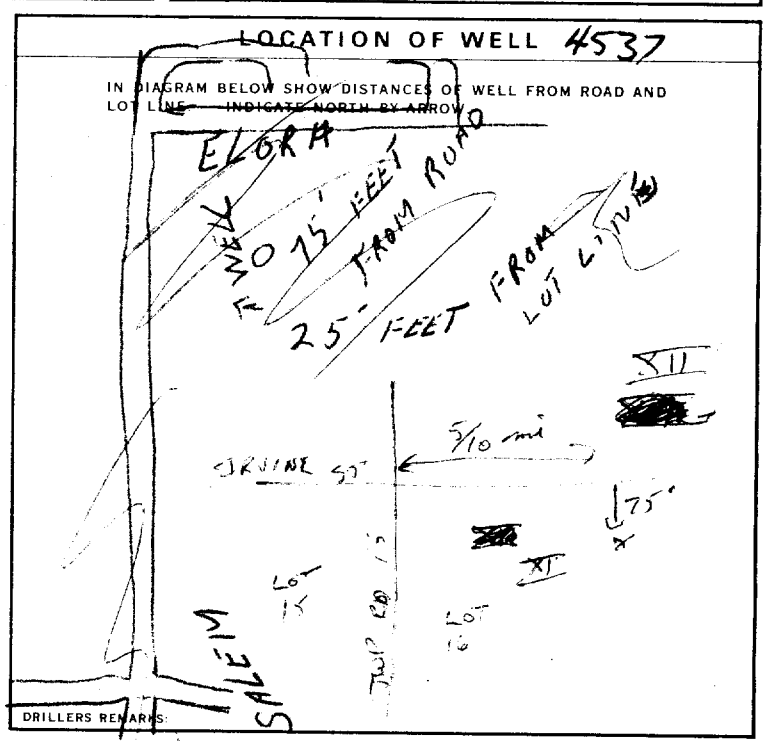 LOCATION OF WELL 4537
IN DIAGRAM BELOW SHOW DISTANCES OF WELL FROM ROAD AND
LOT LINE INDICATE NORTH BY ARROW
ELORA
WELL
75' FEET
FROM ROAD
25' FEET FROM
LOT LINE
XII
5/10 mi
IRVINE ST
75'
X
XI
LOT
15
TWP RD 15
LOT
16
SALEM
DRILLERS REMARKS: